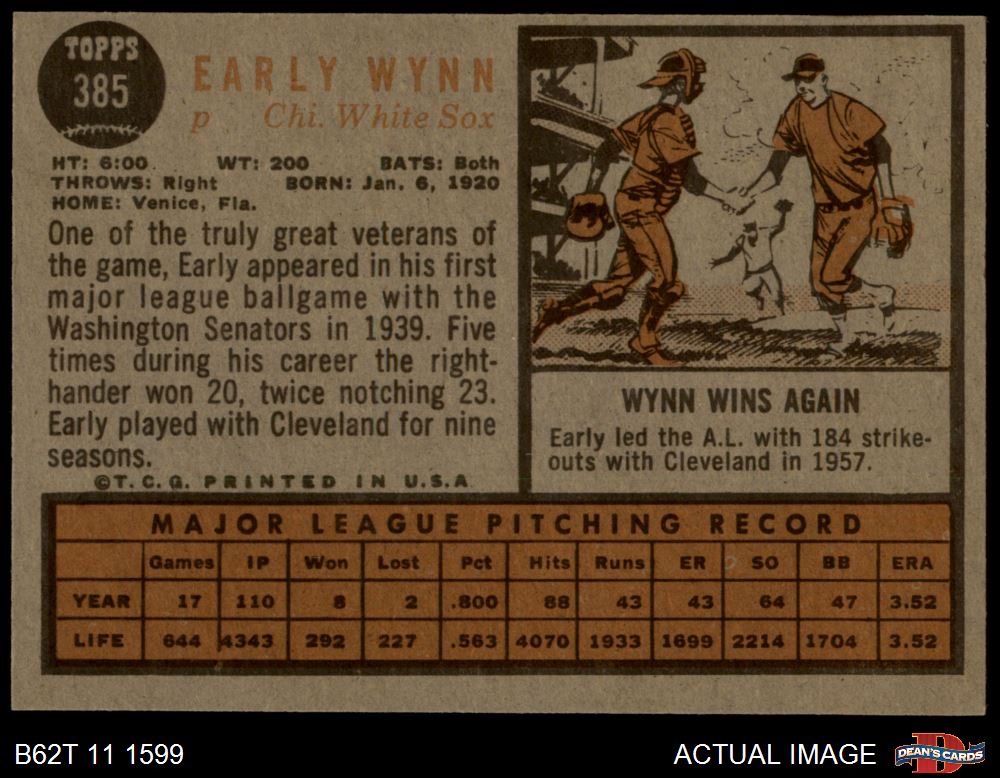 TOPPS
385
EARLY WYNN
p Chi. White Sox
HT: 6:00 WT: 200 BATS: Both
THROWS: Right BORN: Jan. 6, 1920
HOME: Venice, Fla.
One of the truly great veterans of
the game, Early appeared in his first
major league ballgame with the
Washington Senators in 1939. Five
times during his career the right-
hander won 20, twice notching 23.
Early played with Cleveland for nine
seasons.
©T. C. G. PRINTED IN U.S.A
WYNN WINS AGAIN
Early led the A.L. with 184 strike-
outs with Cleveland in 1957.
MAJOR LEAGUE PITCHING RECORD
Games IP Won Lost Pct Hits Runs ER SO BB ERA
YEAR 17 110 8 2 .800 88 43 43 64 47 3.52
LIFE 644 4343 292 227 .563 4070 1933 1699 2214 1704 3.52
B62T 11 1599
ACTUAL IMAGE
D
DEAN'S CARDS